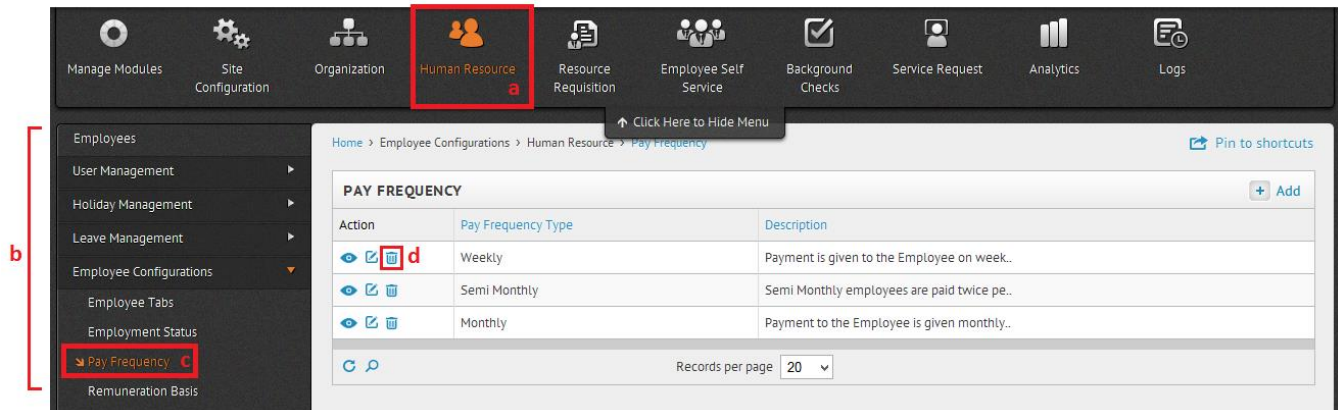 Manage Modules
Site Configuration
Organization
Human Resource
a
Resource Requisition
Employee Self Service
Background Checks
Service Request
Analytics
Logs
Click Here to Hide Menu
b
Employees
User Management
Holiday Management
Leave Management
Employee Configurations
Employee Tabs
Employment Status
Pay Frequency c
Remuneration Basis
Home > Employee Configurations > Human Resource > Pay Frequency
Pin to shortcuts
PAY FREQUENCY
+ Add
Action Pay Frequency Type Description
d Weekly Payment is given to the Employee on week..
Semi Monthly Semi Monthly employees are paid twice pe..
Monthly Payment to the Employee is given monthly..
Records per page 20